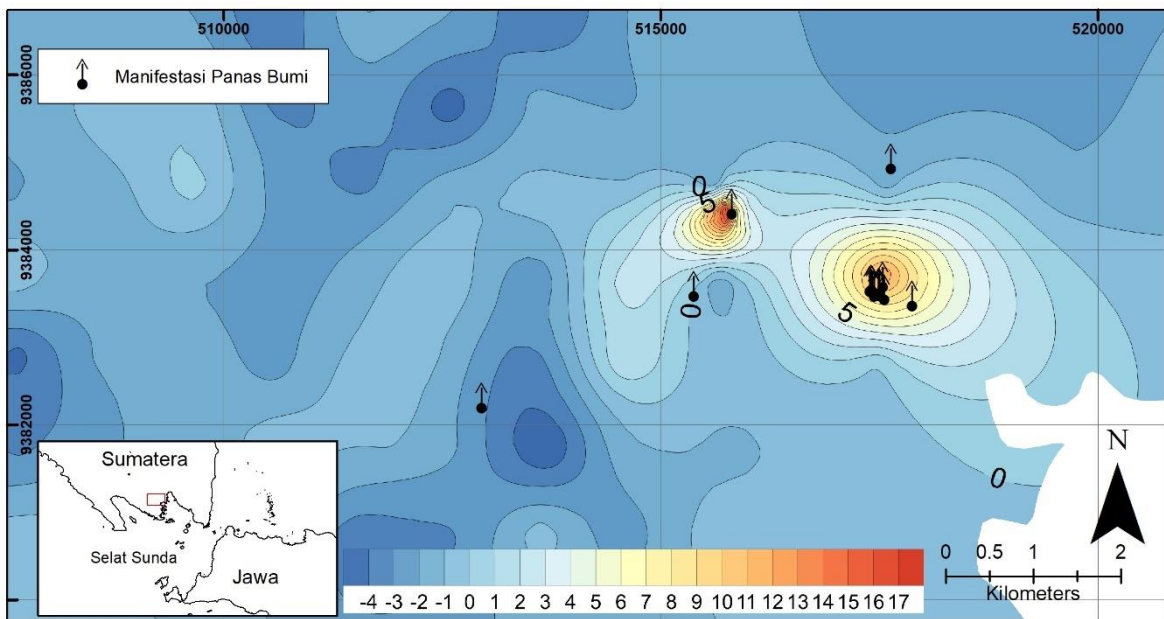 510000
515000
520000
9386000
Manifestasi Panas Bumi
0
5
9384000
0
5
9382000
0
Sumatera
Selat Sunda
Jawa
-4 -3 -2 -1 0 1 2 3 4 5 6 7 8 9 10 11 12 13 14 15 16 17
N
0 0.5 1 2
Kilometers